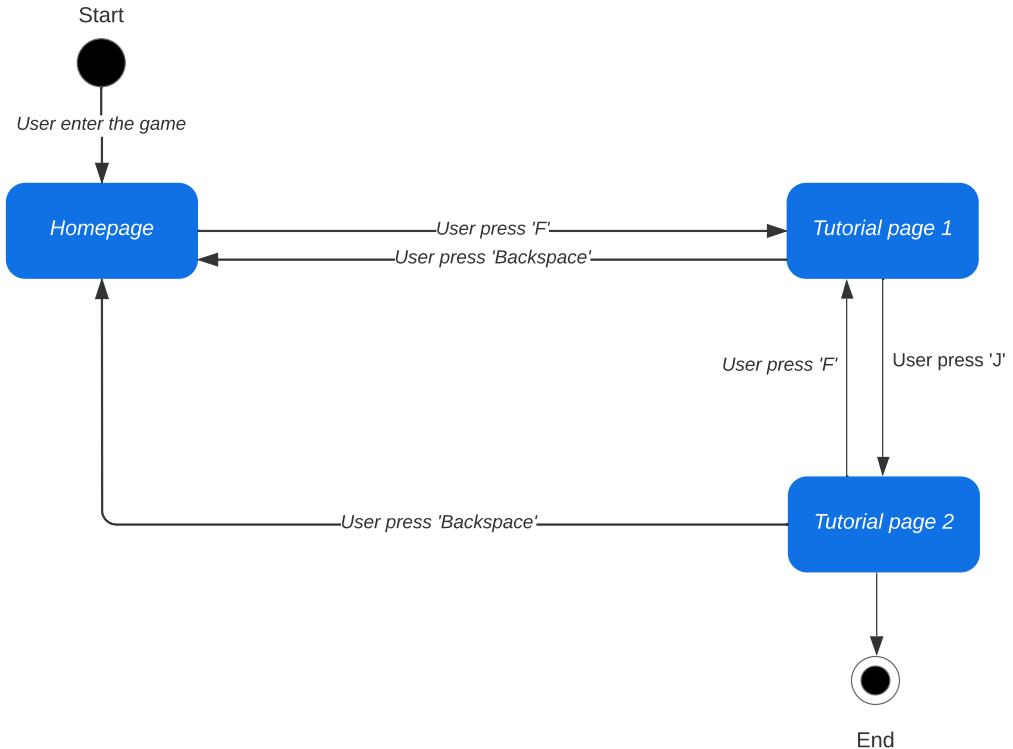 Start
User enter the game
Homepage
User press 'F'
Tutorial page 1
User press 'Backspace'
User press 'F'
User press 'J'
User press 'Backspace'
Tutorial page 2
End